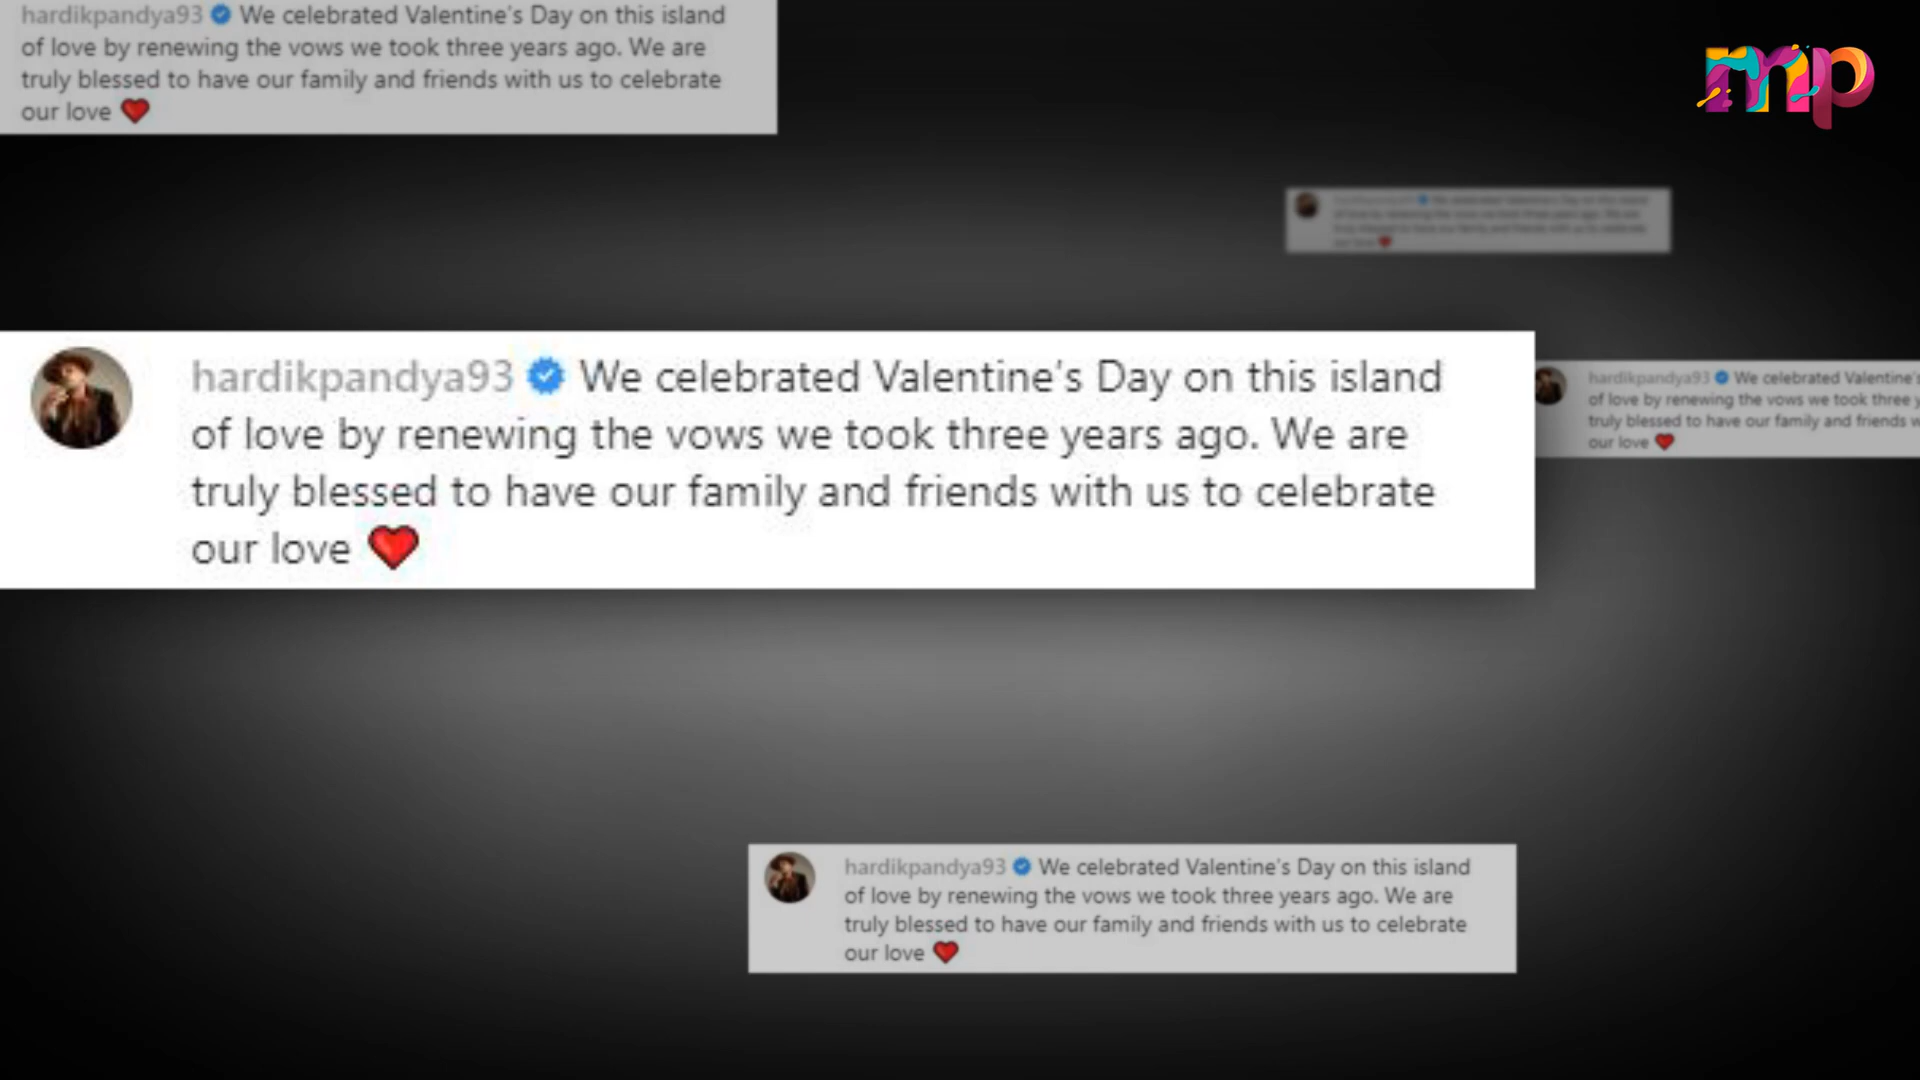 hardikpandya93 We celebrated Valentine's Day on this island
of love by renewing the vows we took three years ago. We are
truly blessed to have our family and friends with us to celebrate
our love ❤️
mp
hardikpandya93 We celebrated Valentine's Day on this island
of love by renewing the vows we took three years ago. We are
truly blessed to have our family and friends with us to celebrate
our love ❤️
hardikpandya93 We celebrated Valentine's
of love by renewing the vows we took three
truly blessed to have our family and friends
our love ❤️
hardikpandya93 We celebrated Valentine's Day on this island
of love by renewing the vows we took three years ago. We are
truly blessed to have our family and friends with us to celebrate
our love ❤️